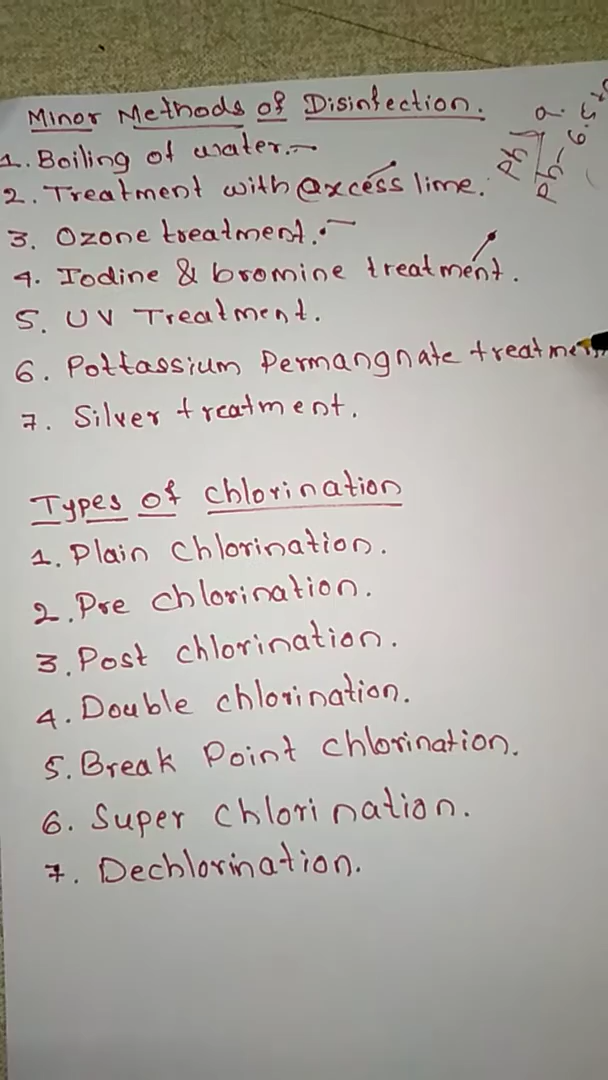 Minor Methods of Disinfection.
1. Boiling of water.
2. Treatment with excess lime.
3. Ozone treatment.
4. Iodine & bromine treatment.
5. UV Treatment.
6. Pottassium Permangnate treatment
7. Silver treatment.
Types of chlorination
1. Plain chlorination.
2. Pre chlorination.
3. Post chlorination.
4. Double chlorination.
5. Break Point chlorination.
6. Super chlorination.
7. Dechlorination.